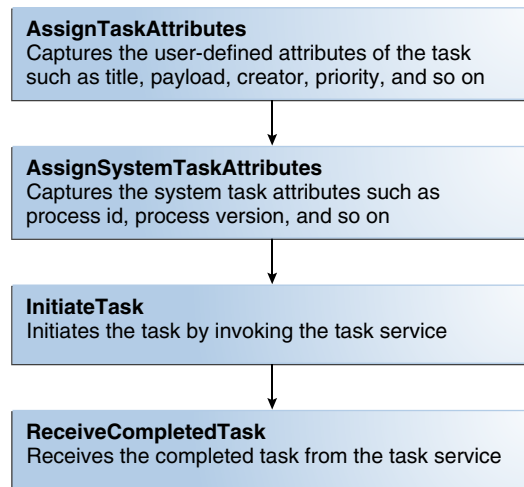 AssignTaskAttributes
Captures the user-defined attributes of the task
such as title, payload, creator, priority, and so on
AssignSystemTaskAttributes
Captures the system task attributes such as
process id, process version, and so on
InitiateTask
Initiates the task by invoking the task service
ReceiveCompletedTask
Receives the completed task from the task service